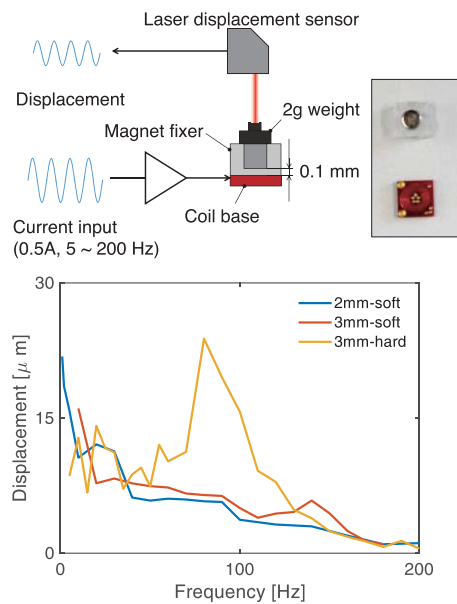 Laser displacement sensor
Displacement
2g weight
Magnet fixer
0.1 mm
Coil base
Current input
(0.5A, 5 ~ 200 Hz)
30
2mm-soft
3mm-soft
3mm-hard
15
0
Displacement [μ m]
0
100
200
Frequency [Hz]